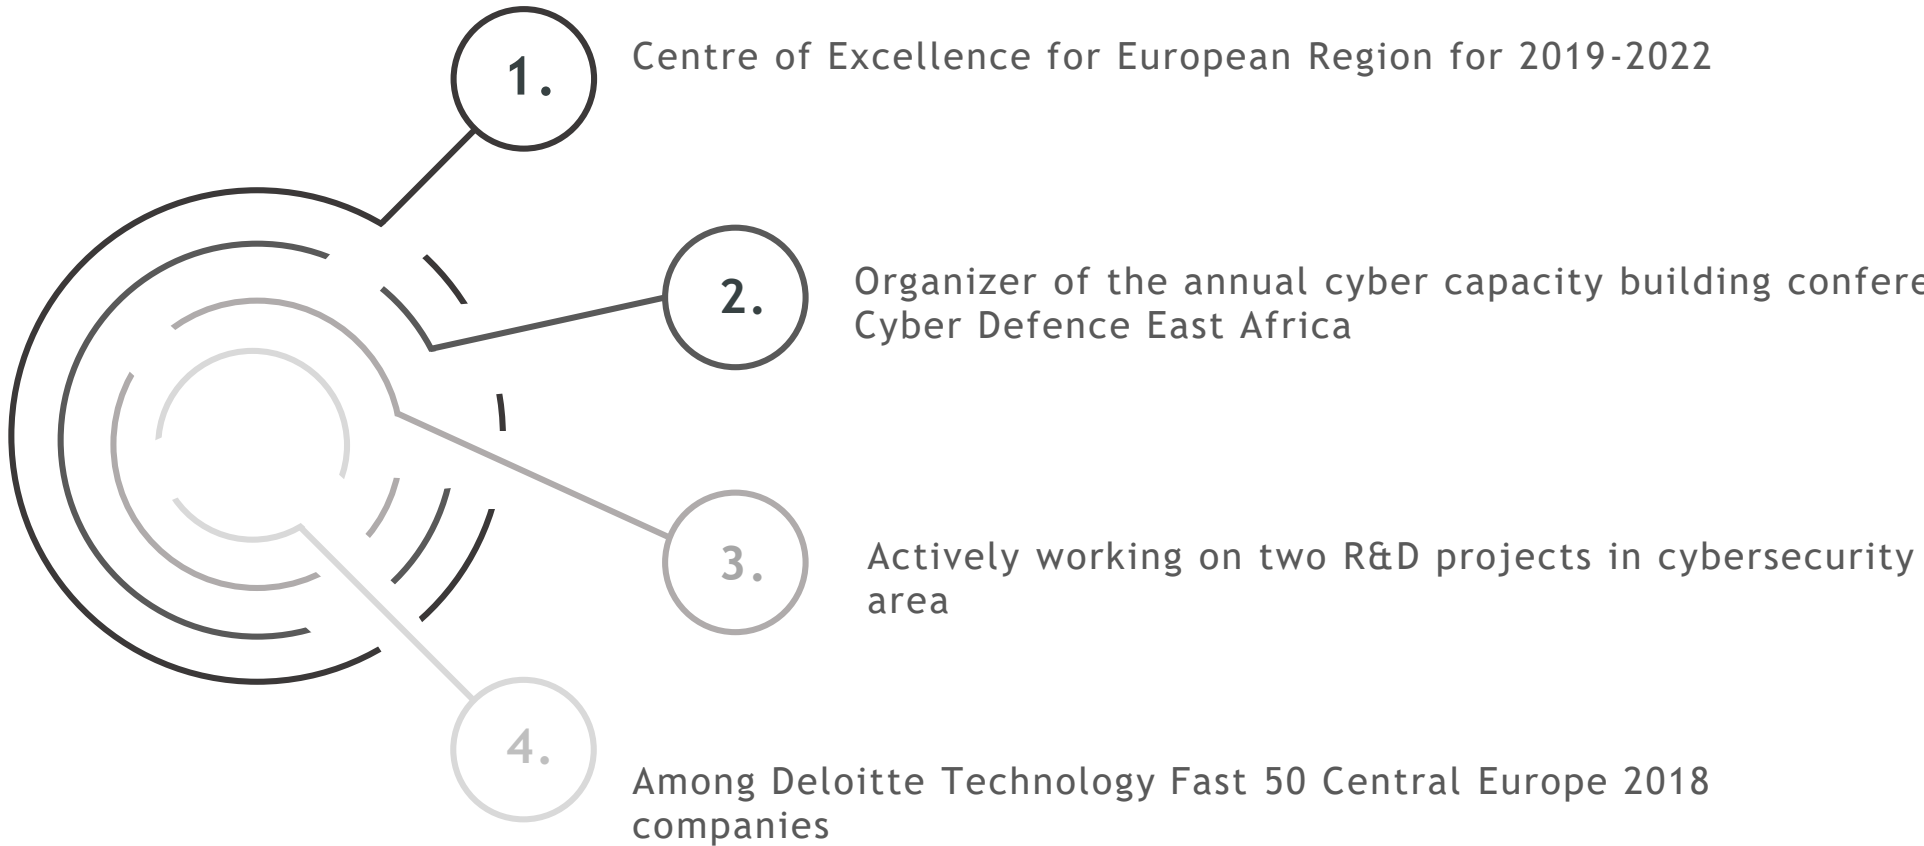 1.
Centre of Excellence for European Region for 2019-2022
2.
Organizer of the annual cyber capacity building
Cyber Defence East Africa
3.
Actively working on two R&D projects in cybersecurity
area
4.
Among Deloitte Technology Fast 50 Central Europe 2018
companies